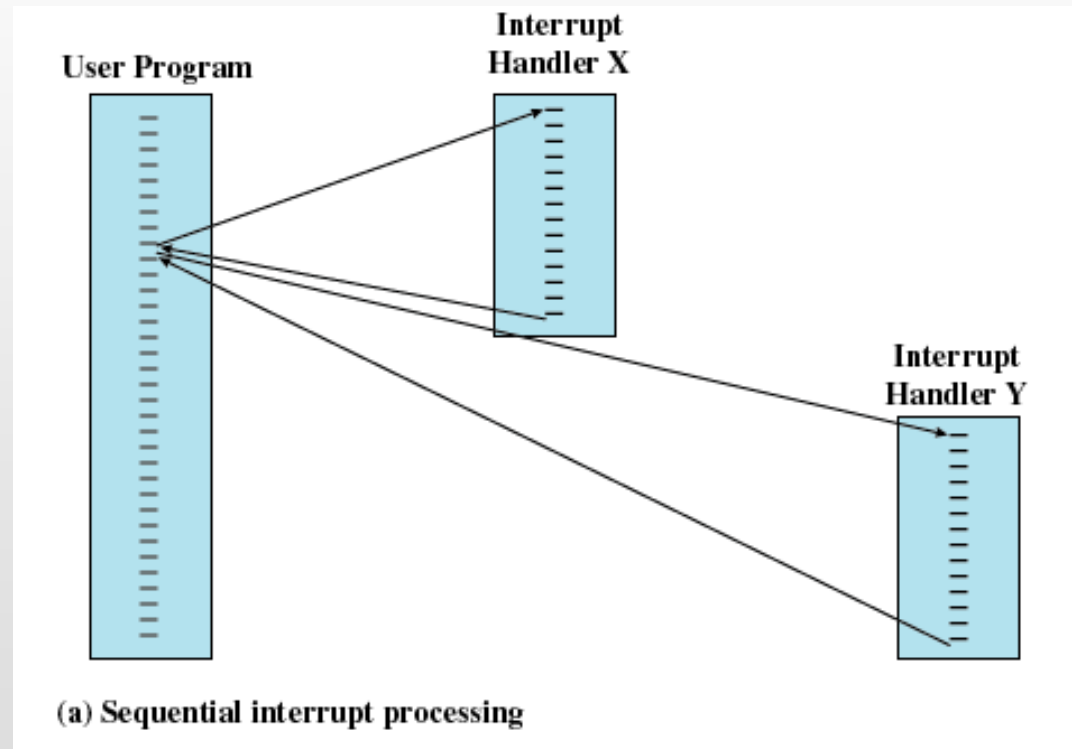 User Program
Interrupt
Handler X
Interrupt
Handler Y
(a) Sequential interrupt processing